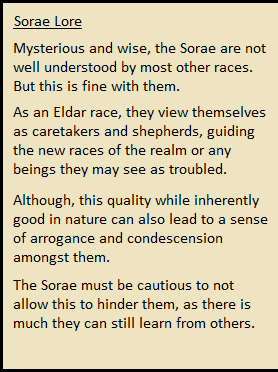 Sorae Lore
Mysterious and wise, the Sorae are not
well understood by most other races.
But this is fine with them.
As an Eldar race, they view themselves
as caretakers and shepherds, guiding
the new races of the realm or any
beings they may see as troubled.
Although, this quality while inherently
good in nature can also lead to a sense
of arrogance and condescension
amongst them.
The Sorae must be cautious to not
allow this to hinder them, as there is
much they can still learn from others.